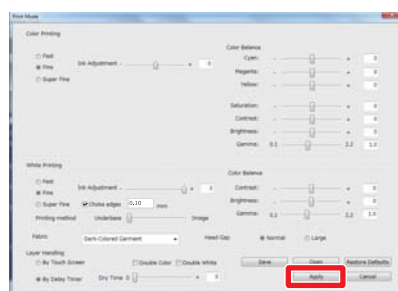 Print Mode
Color Printing
Fast
Fine
Super Fine
Ink Adjustment - + 0
Color Balance
Cyan: - + 0
Magenta: - + 0
Yellow: - + 0
Saturation: - + 0
Contrast: - + 0
Brightness: - + 0
Gamma: 0.1 2.2 1.0
White Printing
Fast
Fine
Super Fine
Ink Adjustment - + 0
Choke edges 0.10 mm
Printing method Underbase Image
Color Balance
Contrast: - + 0
Brightness: - + 0
Gamma: 0.1 2.2 1.0
Fabric: Dark-Colored Garment
Head Gap Normal Large
Layer Handling
By Touch Screen
Double Color Double White
By Delay Timer Dry Time 0 + 0
Save Open Restore Defaults
Apply Cancel